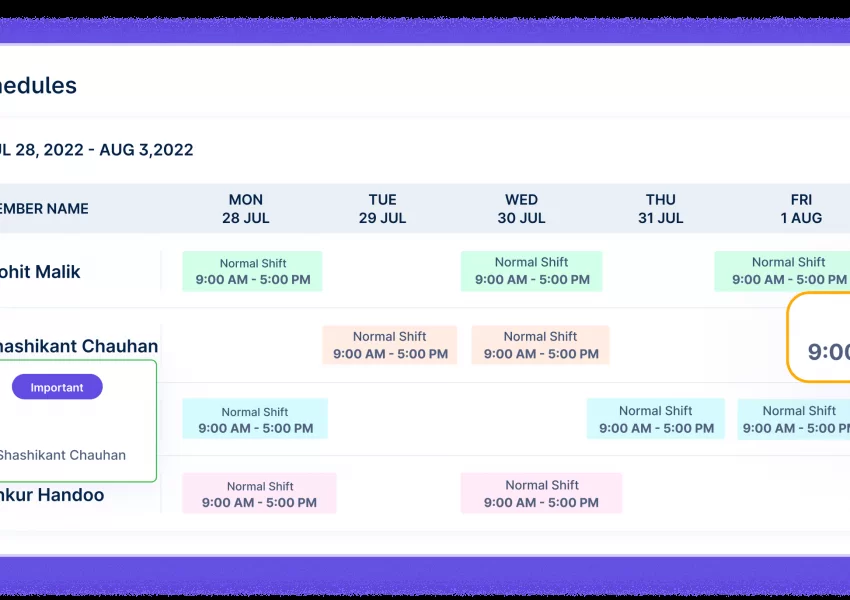 hedules
JL 28, 2022 - AUG 3,2022
EMBER NAME
MON
28 JUL
TUE
29 JUL
WED
30 JUL
THU
31 JUL
FRI
1 AUG
ohit Malik
Normal Shift
9:00 AM - 5:00 PM
Normal Shift
9:00 AM - 5:00 PM
Normal Shift
9:00 AM - 5:00 PM
hashikant Chauhan
Normal Shift
9:00 AM - 5:00 PM
Normal Shift
9:00 AM - 5:00 PM
9:00
Important
Shashikant Chauhan
Normal Shift
9:00 AM - 5:00 PM
Normal Shift
9:00 AM - 5:00 PM
Normal Shift
9:00 AM - 5:00 PM
nkur Handoo
Normal Shift
9:00 AM - 5:00 PM
Normal Shift
9:00 AM - 5:00 PM